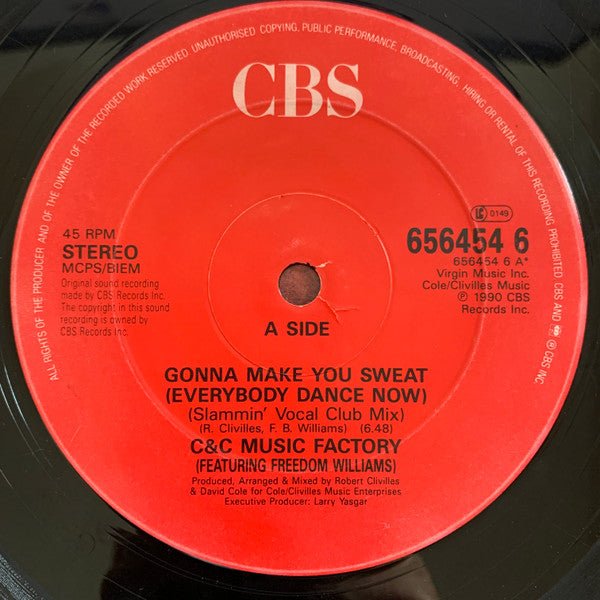 ALL RIGHTS OF THE PRODUCER AND OF THE OWNER OF THE RECORDED WORK RESERVED. UNAUTHORISED COPYING, PUBLIC PERFORMANCE, BROADCASTING, HIRING OR RENTAL OF THIS RECORDING PROHIBITED. CBS AND ARE ® CBS INC.
CBS
LC 0149
45 RPM
STEREO
MCPS/BIEM
Original sound recording
made by CBS Records Inc.
The copyright in this sound
recording is owned by
CBS Records Inc.
656454 6
656454 6 A*
Virgin Music Inc.
Cole/Clivilles Music
℗ 1990 CBS
Records Inc.
A SIDE
GONNA MAKE YOU SWEAT
(EVERYBODY DANCE NOW)
(Slammin' Vocal Club Mix)
(R. Clivilles, F. B. Williams) (6.48)
C&C MUSIC FACTORY
(FEATURING FREEDOM WILLIAMS)
Produced, Arranged & Mixed by Robert Clivilles
& David Cole for Cole/Clivilles Music Enterprises
Executive Producer: Larry Yasgar